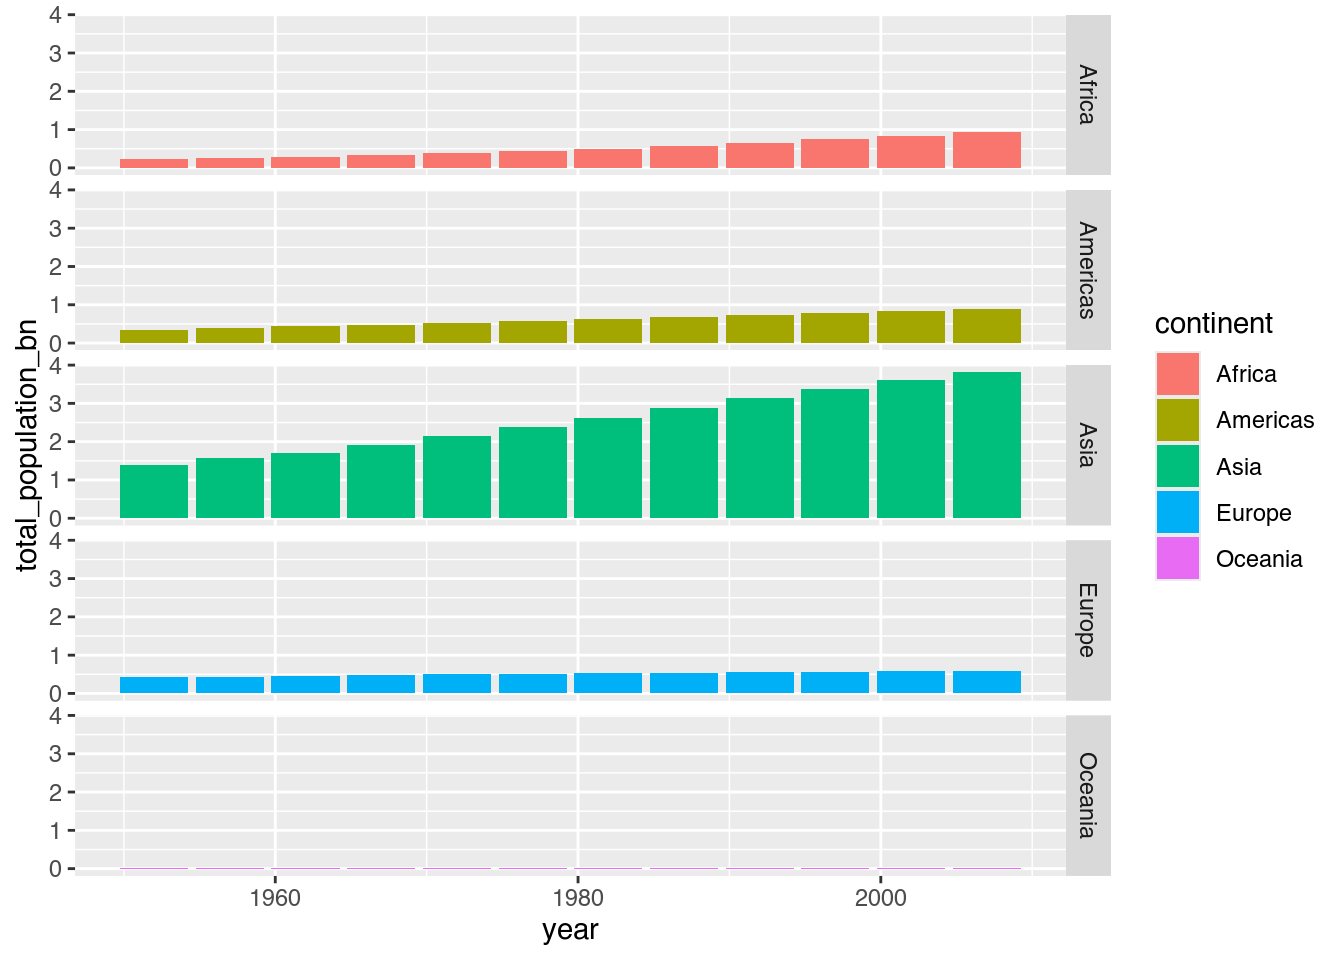 total_population_bn
4
3
2
1
0
Africa
4
3
2
1
0
Americas
4
3
2
1
0
Asia
4
3
2
1
0
Europe
4
3
2
1
0
Oceania
1960 1980 2000
year
continent
Africa
Americas
Asia
Europe
Oceania